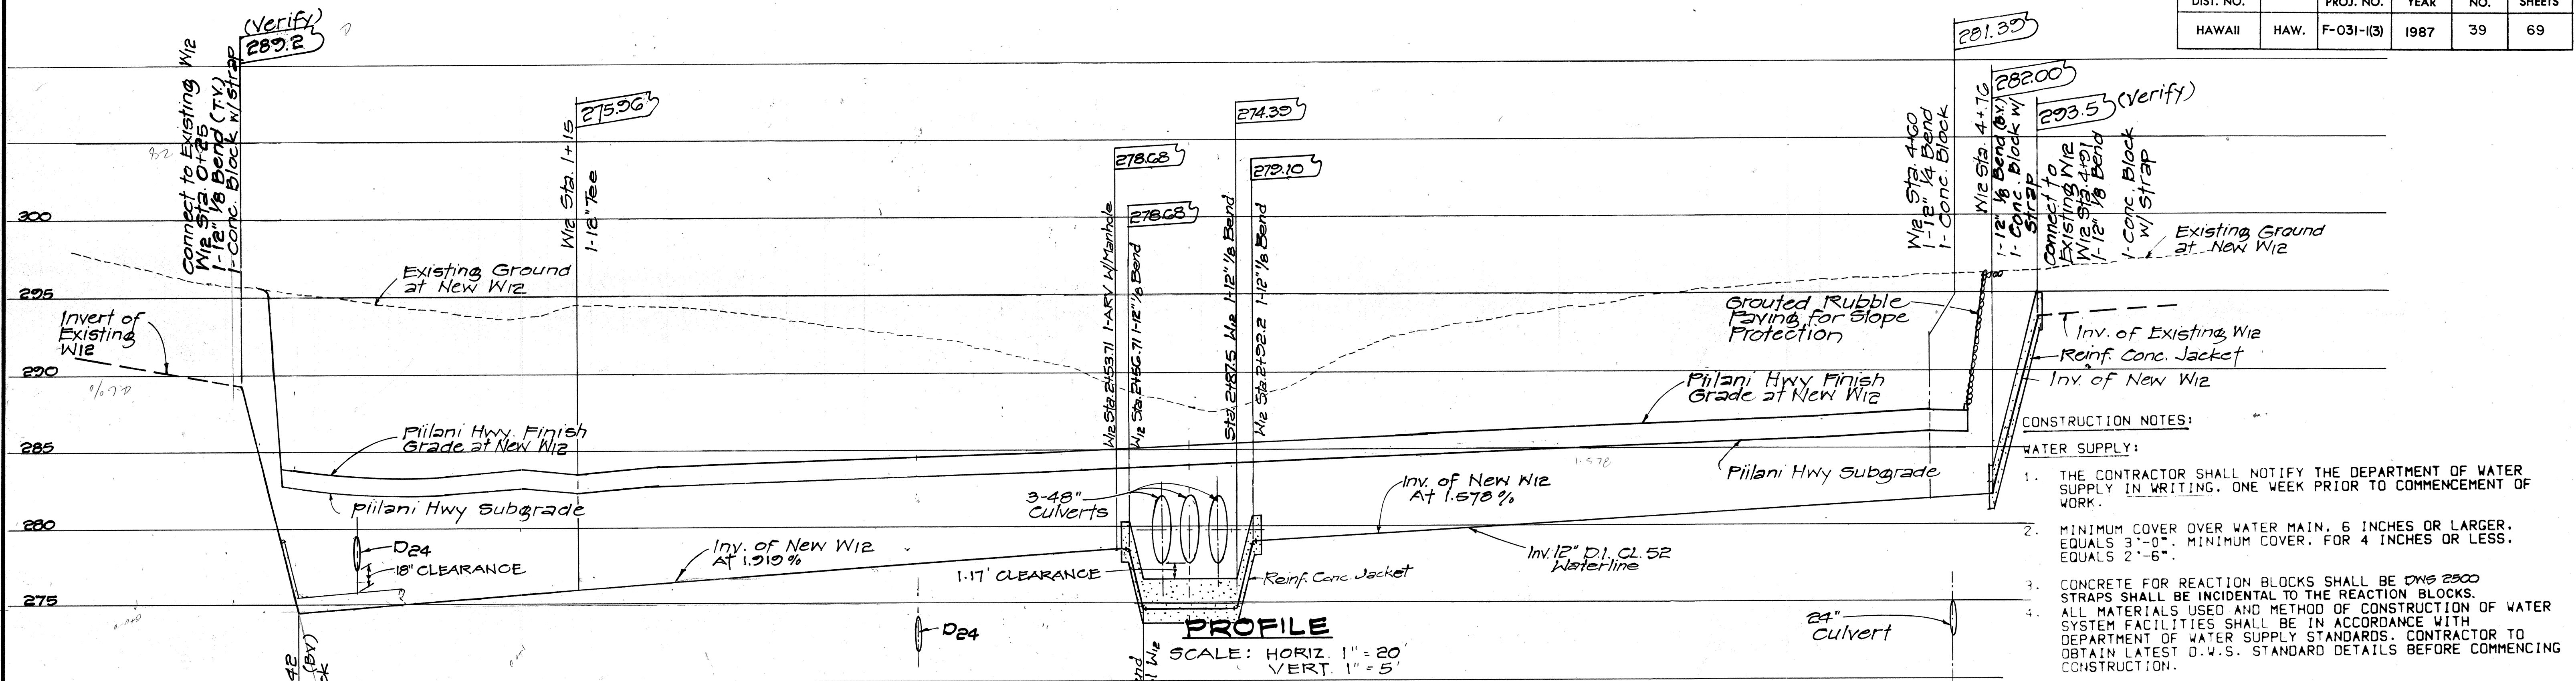 DIST. NO. PROJ. NO. YEAR NO. SHEETS
HAWAII HAW. F-031-1(3) 1987 39 69
(Verify)
289.2
Connect to Existing W12
W12 Sta. 0+25
1-12" 1/8 Bend (T.V.)
1-Conc. Block w/strap
275.96
W12 Sta. 1+15
1-12" Tee
278.68
W12 Sta. 2+53.71 1-ARV W/Manhole
278.68
W12 Sta. 2+56.71 1-12" 1/8 Bend
274.39
Sta. 2+87.5 W12 1-12" 1/8 Bend
279.10
W12 Sta. 2+92.2 1-12" 1/8 Bend
281.39
W12 Sta. 4+60
1-12" 1/4 Bend
1-Conc. Block
282.00
W12 Sta. 4+76
1-12" 1/8 Bend (B.V.)
1-Conc. Block w/
Strap
293.5 (Verify)
Connect to
Existing W12
W12 Sta. 4+91
1-12" 1/8 Bend
1-Conc. Block
w/ Strap
300
295
290
285
280
275
Existing Ground
at New W12
Existing Ground
at New W12
Invert of
Existing
W12
Grouted Rubble
Paving for Slope
Protection
Inv. of Existing W12
Reinf. Conc. Jacket
Inv. of New W12
Piilani Hwy Finish
Grade at New W12
Piilani Hwy. Finish
Grade at New W12
Piilani Hwy Subgrade
Piilani Hwy Subgrade
1.578
3-48"
Culverts
Inv. of New W12
At 1.578%
D24
18" CLEARANCE
Inv. of New W12
At 1.919%
1.17' CLEARANCE
Reinf. Conc. Jacket
Inv. 12" D.I. CL. 52
Waterline
D24
24"
Culvert
PROFILE
SCALE: HORIZ. 1" = 20'
VERT. 1" = 5'
42
(BV)
W12
CONSTRUCTION NOTES:
WATER SUPPLY:
1. THE CONTRACTOR SHALL NOTIFY THE DEPARTMENT OF WATER
SUPPLY IN WRITING, ONE WEEK PRIOR TO COMMENCEMENT OF
WORK.
2. MINIMUM COVER OVER WATER MAIN, 6 INCHES OR LARGER,
EQUALS 3'-0". MINIMUM COVER, FOR 4 INCHES OR LESS,
EQUALS 2'-6".
3. CONCRETE FOR REACTION BLOCKS SHALL BE DWS 2500
STRAPS SHALL BE INCIDENTAL TO THE REACTION BLOCKS.
4. ALL MATERIALS USED AND METHOD OF CONSTRUCTION OF WATER
SYSTEM FACILITIES SHALL BE IN ACCORDANCE WITH
DEPARTMENT OF WATER SUPPLY STANDARDS. CONTRACTOR TO
OBTAIN LATEST D.W.S. STANDARD DETAILS BEFORE COMMENCING
CONSTRUCTION.